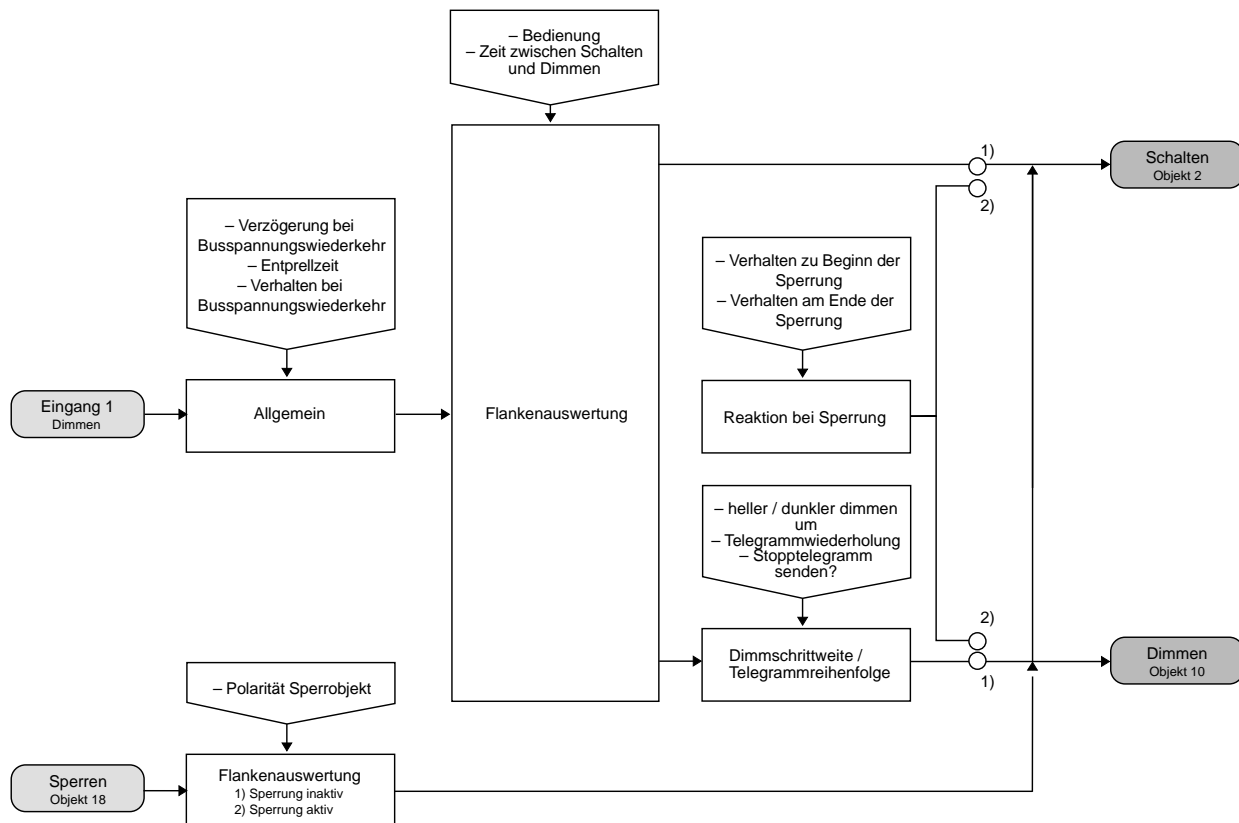 – Bedienung
– Zeit zwischen Schalten
und Dimmen
1)
Schalten
Objekt 2
2)
– Verzögerung bei
Busspannungswiederkehr
– Entprellzeit
– Verhalten bei
Busspannungswiederkehr
– Verhalten zu Beginn der
Sperrung
– Verhalten am Ende der
Sperrung
Eingang 1
Dimmen
Allgemein
Flankenauswertung
Reaktion bei Sperrung
– heller / dunkler dimmen
um
– Telegrammwiederholung
– Stopptelegramm
senden?
2)
Dimmschrittweite /
Telegrammreihenfolge
1)
Dimmen
Objekt 10
– Polarität Sperrobjekt
Sperren
Objekt 18
Flankenauswertung
1) Sperrung inaktiv
2) Sperrung aktiv